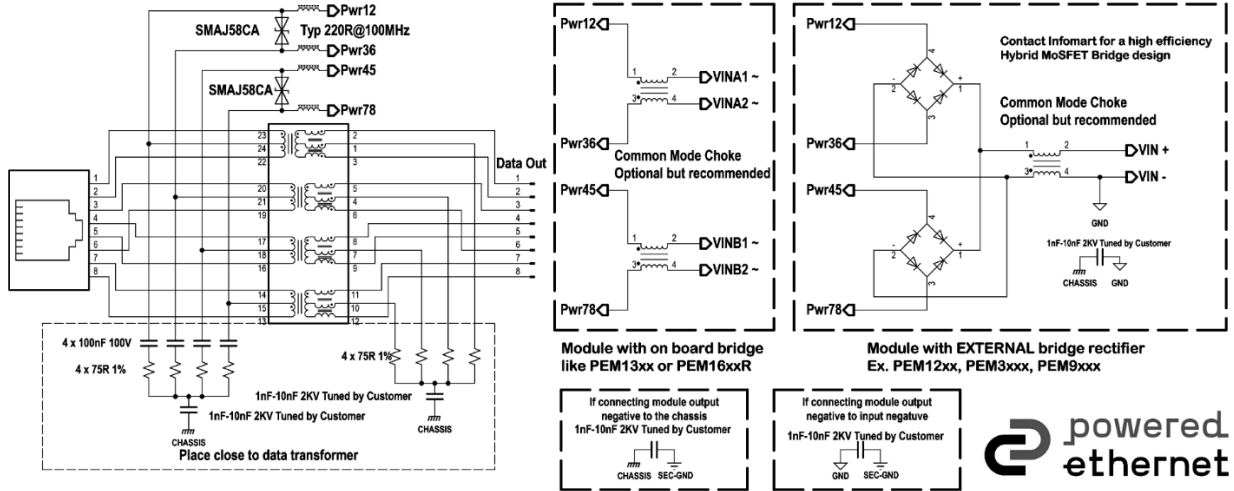 Pwr12
SMAJ58CA Typ 220R@100MHz
Pwr36
Pwr45
SMAJ58CA
Pwr78
23
24
22
20
21
19
17
18
16
14
15
13
2
1
3
5
4
6
8
7
9
11
10
12
1
2
3
4
5
6
7
8
Data Out
1
2
3
4
5
6
7
8
4 x 100nF 100V
4 x 75R 1%
4 x 75R 1%
1nF-10nF 2KV Tuned by Customer
1nF-10nF 2KV Tuned by Customer
CHASSIS
CHASSIS
Place close to data transformer
Pwr12
1 2
VINA1 ~
3 4
VINA2 ~
Pwr36
Common Mode Choke
Optional but recommended
Pwr45
1 2
VINB1 ~
3 4
VINB2 ~
Pwr78
Module with on board bridge
like PEM13xx or PEM16xxR
Pwr12
Contact Infomart for a high efficiency
Hybrid MoSFET Bridge design
4
- +
2 1
3
Common Mode Choke
Optional but recommended
Pwr36
1 2
VIN +
3 4
VIN -
GND
Pwr45
4
- +
2 1
3
1nF-10nF 2KV Tuned by Customer
CHASSIS GND
Pwr78
Module with EXTERNAL bridge rectifier
Ex. PEM12xx, PEM3xxx, PEM9xxx
If connecting module output
negative to the chassis
1nF-10nF 2KV Tuned by Customer
CHASSIS SEC-GND
If connecting module output
negative to input negatuve
1nF-10nF 2KV Tuned by Customer
GND SEC-GND
powered
ethernet